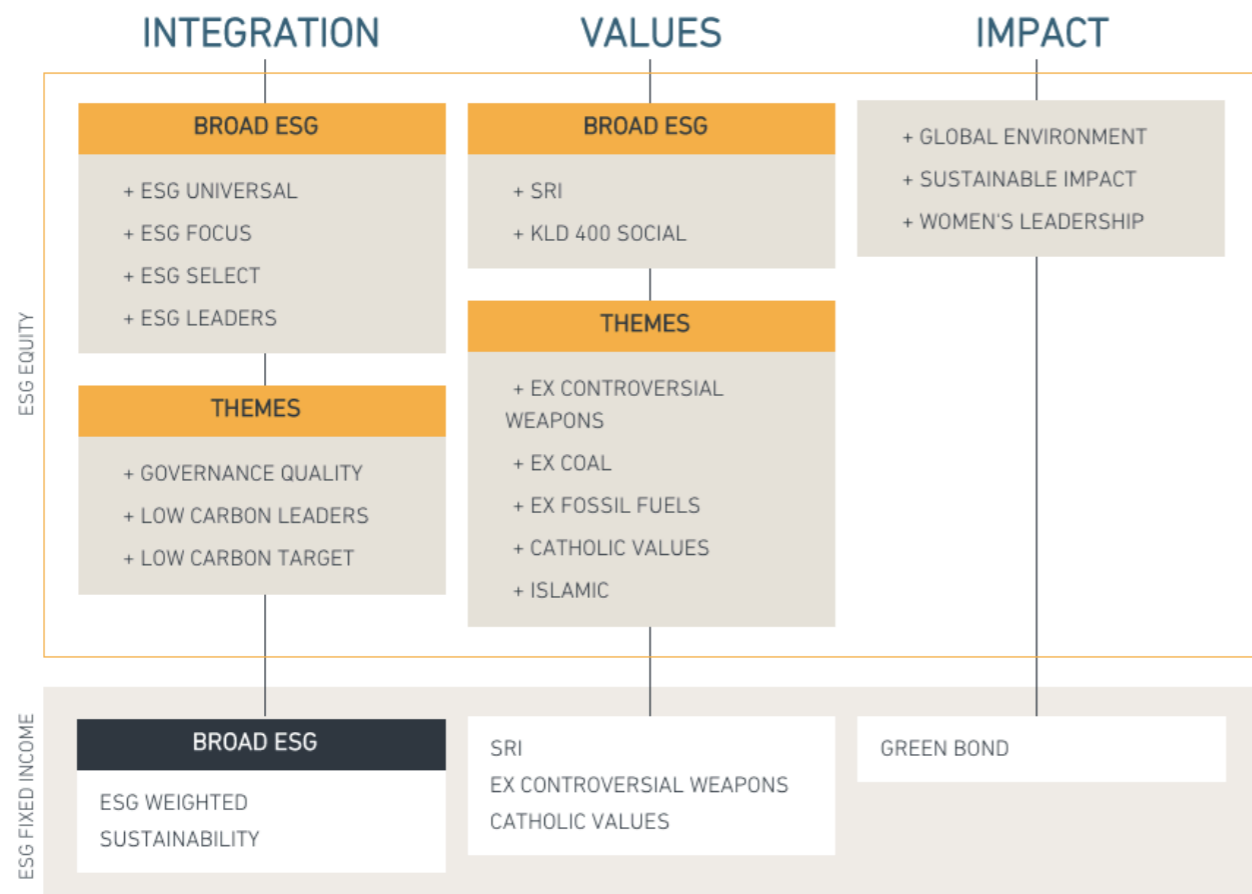 INTEGRATION
VALUES
IMPACT
ESG EQUITY
BROAD ESG
+ ESG UNIVERSAL
+ ESG FOCUS
+ ESG SELECT
+ ESG LEADERS
THEMES
+ GOVERNANCE QUALITY
+ LOW CARBON LEADERS
+ LOW CARBON TARGET
BROAD ESG
+ SRI
+ KLD 400 SOCIAL
THEMES
+ EX CONTROVERSIAL
WEAPONS
+ EX COAL
+ EX FOSSIL FUELS
+ CATHOLIC VALUES
+ ISLAMIC
+ GLOBAL ENVIRONMENT
+ SUSTAINABLE IMPACT
+ WOMEN'S LEADERSHIP
ESG FIXED INCOME
BROAD ESG
ESG WEIGHTED
SUSTAINABILITY
SRI
EX CONTROVERSIAL WEAPONS
CATHOLIC VALUES
GREEN BOND